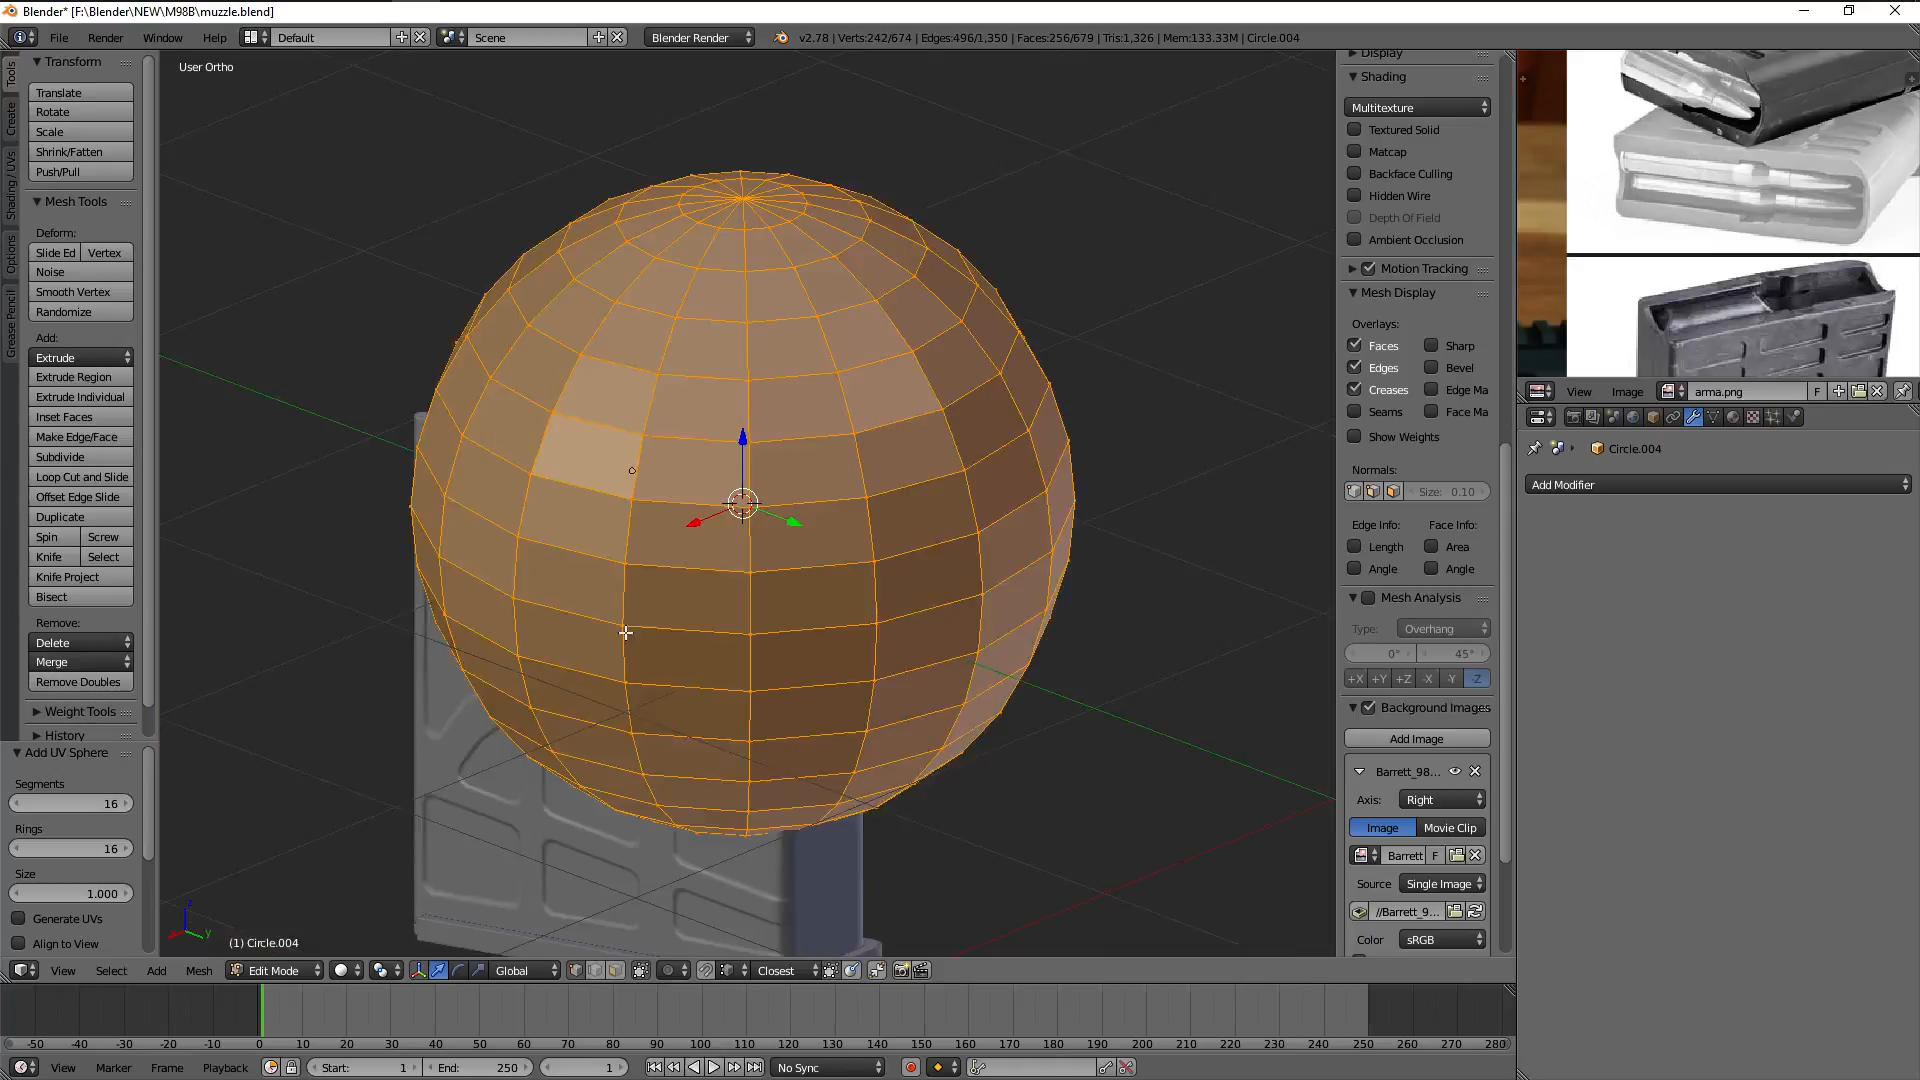 Blender* [F:\Blender\NEW\M98B\muzzle.blend]
File Render Window Help Default Scene Blender Render v2.78 | Verts:242/674 | Edges:496/1,350 | Faces:256/679 | Tris:1,326 | Mem:133.33M | Circle.004
Tools
Create
Shading / UVs
Options
Grease Pencil
Transform
Translate
Rotate
Scale
Shrink/Fatten
Push/Pull
Mesh Tools
Deform:
Slide Ed Vertex
Noise
Smooth Vertex
Randomize
Add:
Extrude
Extrude Region
Extrude Individual
Inset Faces
Make Edge/Face
Subdivide
Loop Cut and Slide
Offset Edge Slide
Duplicate
Spin Screw
Knife Select
Knife Project
Bisect
Remove:
Delete
Merge
Remove Doubles
Weight Tools
History
Add UV Sphere
Segments
16
Rings
16
Size
1.000
Generate UVs
Align to View
User Ortho
z
x y
(1) Circle.004
Display
Shading
Multitexture
Textured Solid
Matcap
Backface Culling
Hidden Wire
Depth Of Field
Ambient Occlusion
Motion Tracking
Mesh Display
Overlays:
Faces Sharp
Edges Bevel
Creases Edge Ma
Seams Face Ma
Show Weights
Normals:
Size: 0.10
Edge Info: Face Info:
Length Area
Angle Angle
Mesh Analysis
Type: Overhang
0° 45°
+X +Y +Z -X -Y -Z
Background Images
Add Image
Barrett_98...
Axis: Right
Image Movie Clip
Barrett F
Source Single Image
//Barrett_9...
Color sRGB
View Image arma.png F
Circle.004
Add Modifier
View Select Add Mesh Edit Mode Global Closest
-50 -40 -30 -20 -10 0 10 20 30 40 50 60 70 80 90 100 110 120 130 140 150 160 170 180 190 200 210 220 230 240 250 260 270 280
View Marker Frame Playback Start: 1 End: 250 1 No Sync